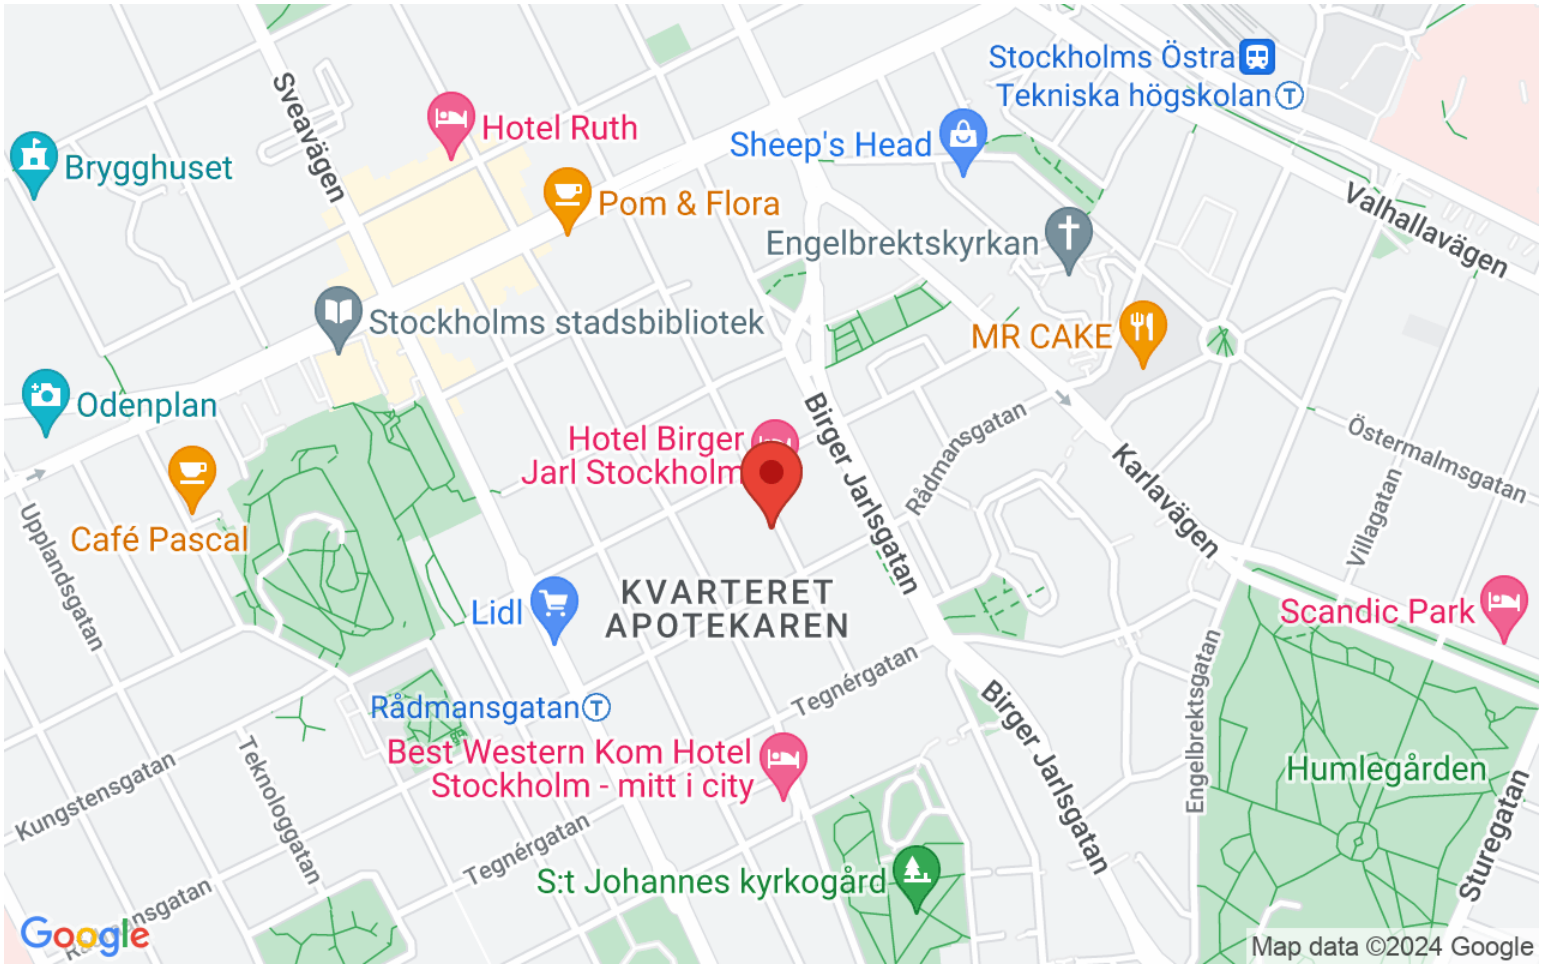 Stockholms Östra
Tekniska högskolan T
Sveavägen
Hotel Ruth
Sheep's Head
Brygghuset
Pom & Flora
Valhallavägen
Engelbrektskyrkan
Stockholms stadsbibliotek
MR CAKE
Odenplan
Birger Jarlsgatan
Rådmansgatan
Östermalmsgatan
Hotel Birger
Jarl Stockholm
Karlavägen
Villagatan
Café Pascal
Upplandsgatan
KVARTERET
APOTEKAREN
Lidl
Scandic Park
Tegnérgatan
Engelbrektsgatan
Rådmansgatan T
Birger Jarlsgatan
Best Western Kom Hotel
Stockholm - mitt i city
Humlegården
Kungstensgatan
Teknologgatan
Sturegatan
Tegnérgatan
S:t Johannes kyrkogård
Google
Map data ©2024 Google